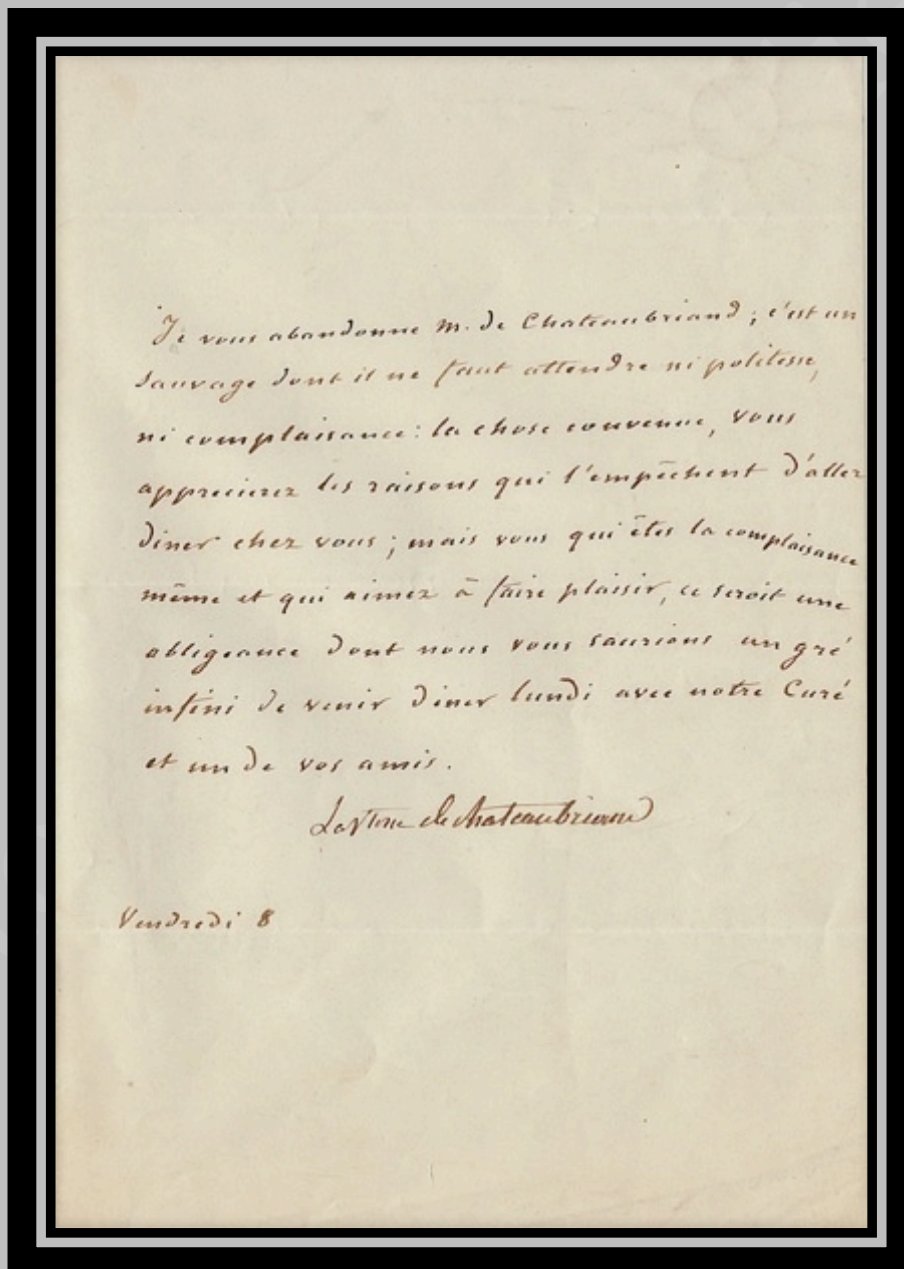 Je vous abandonne M. de Chateaubriand ; c'est un
sauvage dont il ne faut attendre ni politesse,
ni complaisance : la chose convenue, vous
apprecierez les raisons qui l'empêchent d'aller
diner chez vous ; mais vous qui êtes la complaisance
même et qui aimez à faire plaisir, ce seroit une
obligeance dont nous vous saurions un gré
infini de venir diner lundi avec notre Curé
et un de vos amis.
La Vtesse de Chateaubriand
Vendredi 8